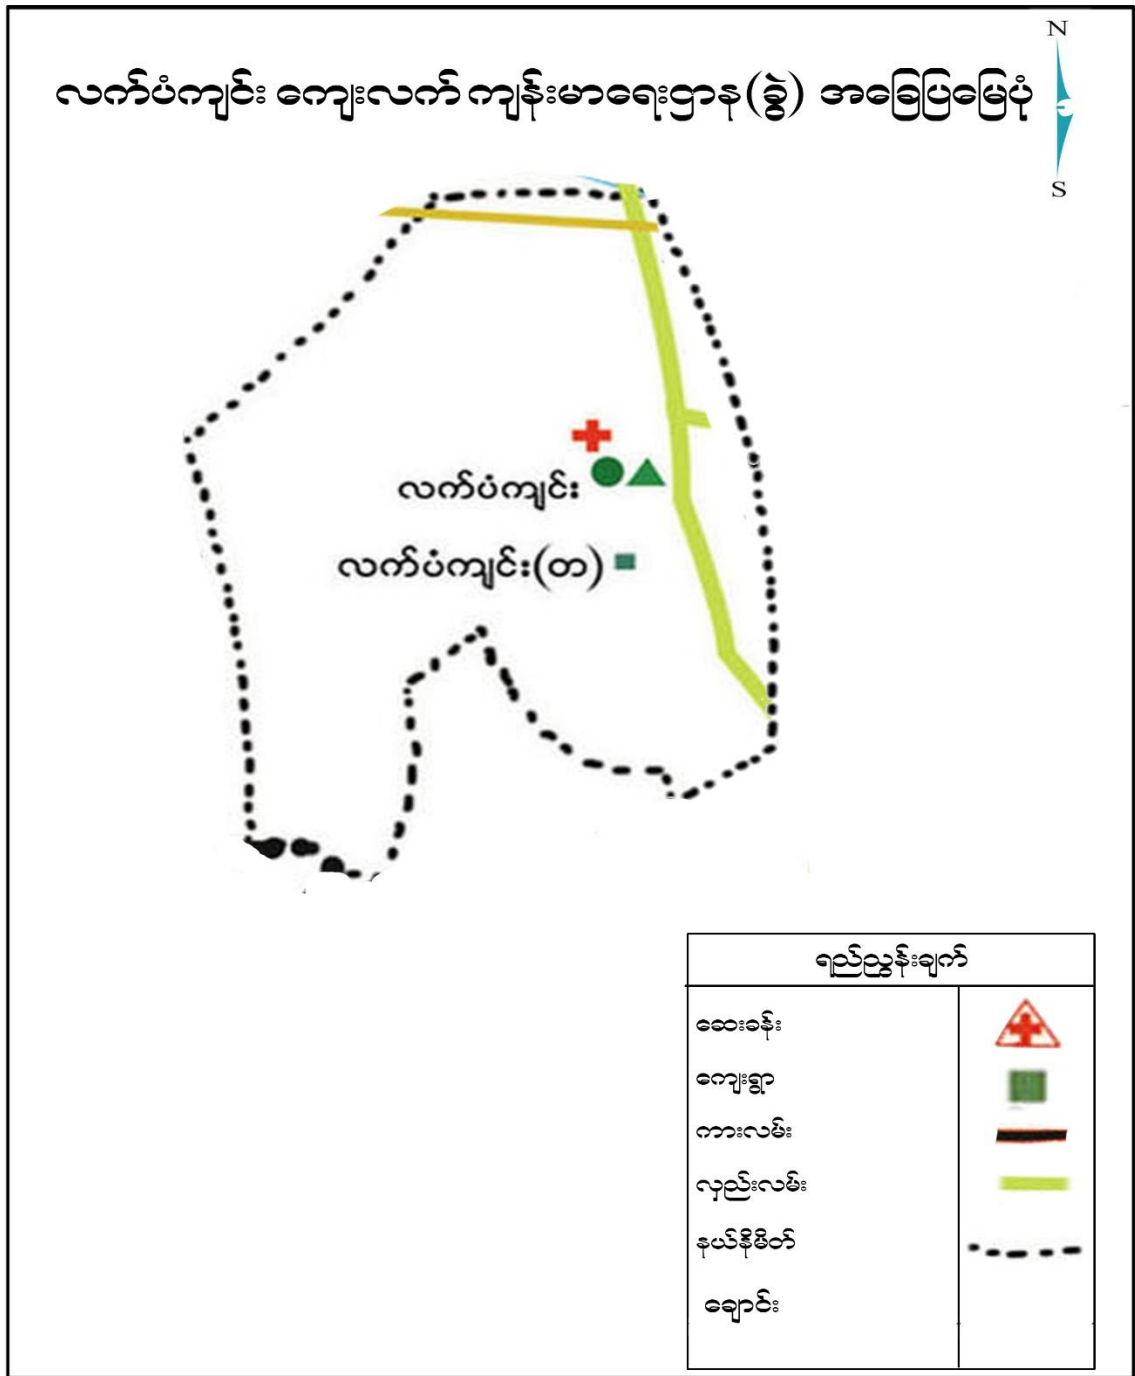 N
လက်ပံကျင်း ကျေးလက် ကျန်းမာရေးဌာန(ခွဲ) အခြေပြမြေပုံ
S
လက်ပံကျင်း
လက်ပံကျင်း(တ)
ရည်ညွှန်းချက်
ဆေးခန်း
ကျေးရွာ
ကားလမ်း
လှည်းလမ်း
နယ်နိမိတ်
ချောင်း